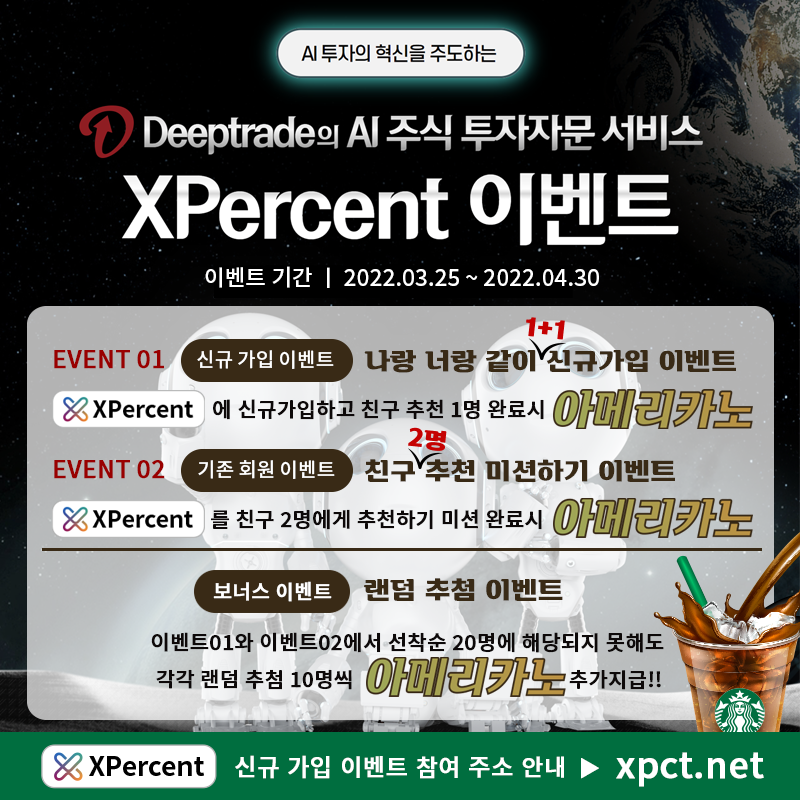 AI 투자의 혁신을 주도하는
Deeptrade의 AI 주식 투자자문 서비스
XPercent 이벤트
이벤트 기간 | 2022.03.25 ~ 2022.04.30
1+1
EVENT 01 신규 가입 이벤트 나랑 너랑 같이 신규가입 이벤트
XPercent 에 신규가입하고 친구 추천 1명 완료시 아메리카노
2명
EVENT 02 기존 회원 이벤트 친구 추천 미션하기 이벤트
XPercent 를 친구 2명에게 추천하기 미션 완료시 아메리카노
보너스 이벤트 랜덤 추첨 이벤트
이벤트01와 이벤트02에서 선착순 20명에 해당되지 못해도
각각 랜덤 추첨 10명씩 아메리카노 추가지급!!
XPercent 신규 가입 이벤트 참여 주소 안내 ▶ xpct.net